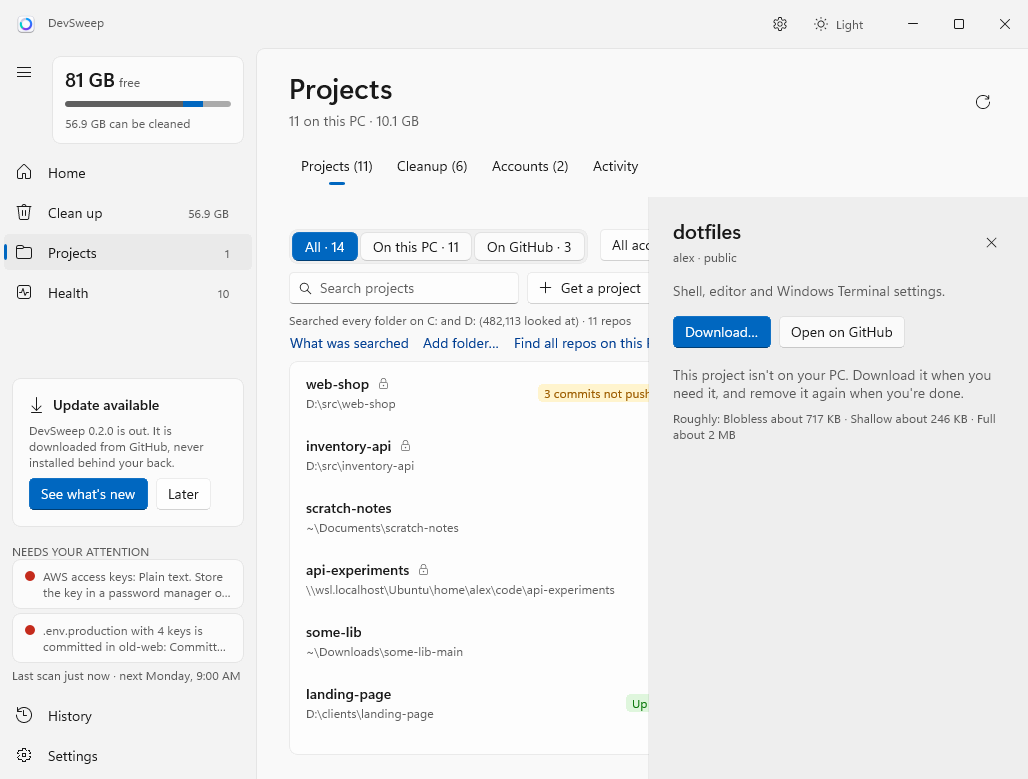 DevSweep
Light
81 GB free
56.9 GB can be cleaned
Home
Clean up 56.9 GB
Projects 1
Health 10
Update available
DevSweep 0.2.0 is out. It is
downloaded from GitHub, never
installed behind your back.
See what's new Later
NEEDS YOUR ATTENTION
AWS access keys: Plain text. Store
the key in a password manager o...
.env.production with 4 keys is
committed in old-web: Committ...
Last scan just now · next Monday, 9:00 AM
History
Settings
Projects
11 on this PC · 10.1 GB
Projects (11) Cleanup (6) Accounts (2) Activity
All · 14 On this PC · 11 On GitHub · 3 All acc
Search projects Get a project
Searched every folder on C: and D: (482,113 looked at) · 11 repos
What was searched Add folder... Find all repos on this
web-shop
D:\src\web-shop
3 commits not push
inventory-api
D:\src\inventory-api
scratch-notes
~\Documents\scratch-notes
api-experiments
\\wsl.localhost\Ubuntu\home\alex\code\api-experiments
some-lib
~\Downloads\some-lib-main
landing-page
D:\clients\landing-page
Up
dotfiles
alex · public
Shell, editor and Windows Terminal settings.
Download... Open on GitHub
This project isn't on your PC. Download it when you
need it, and remove it again when you're done.
Roughly: Blobless about 717 KB · Shallow about 246 KB · Full
about 2 MB